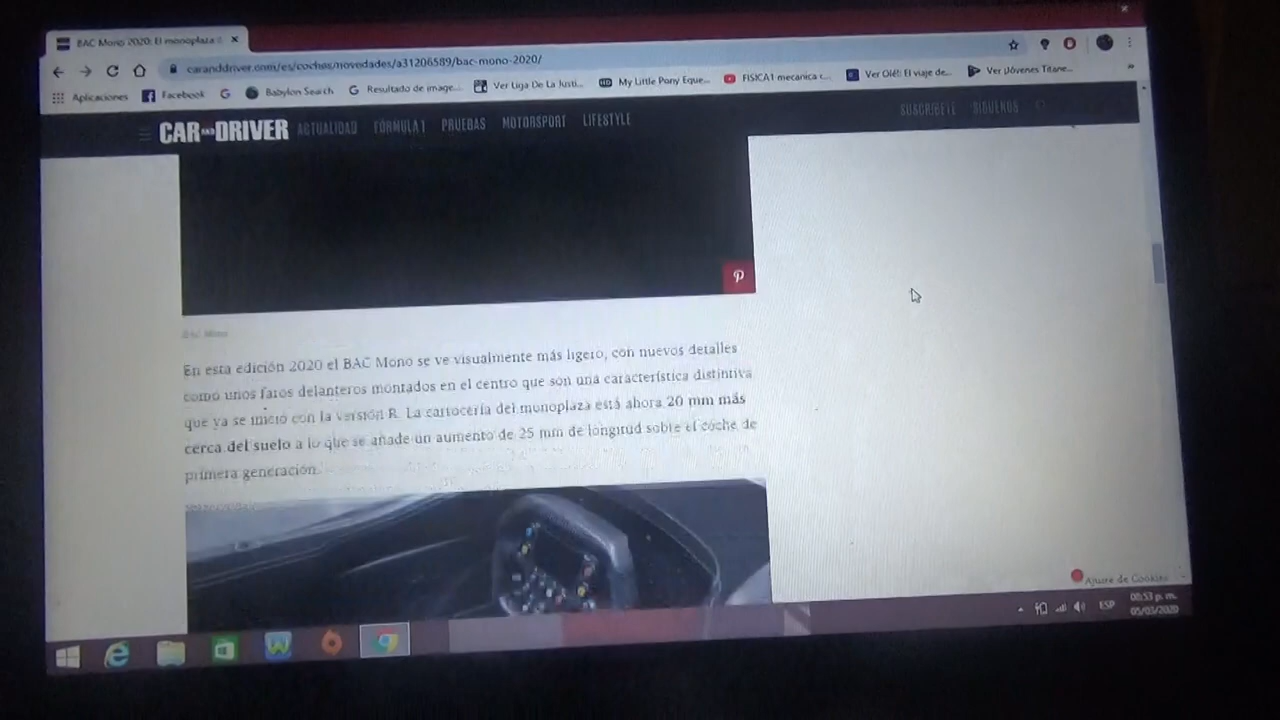 BAC Mono 2020: El monoplaza
caranddriver.com/es/coches/novedades/a31206589/bac-mono-2020/
Aplicaciones Facebook Babylon Search Resultado de image... Ver Liga De La Justi... My Little Pony Eque... FISICA1 mecanica t... Ver Olé!: El viaje de... Ver ¡Jóvenes Titane...
CAR AND DRIVER ACTUALIDAD FÓRMULA 1 PRUEBAS MOTORSPORT LIFESTYLE SUSCRÍBETE SÍGUENOS
BAC Mono
En esta edición 2020 el BAC Mono se ve visualmente más ligero, con nuevos detalles
como unos faros delanteros montados en el centro que son una característica distintiva
que ya se inició con la versión R. La carrocería del monoplaza está ahora 20 mm más
cerca del suelo a lo que se añade un aumento de 25 mm de longitud sobre el coche de
primera generación.
Ajuste de Cookies
ESP
08:53 p. m.
05/03/2020